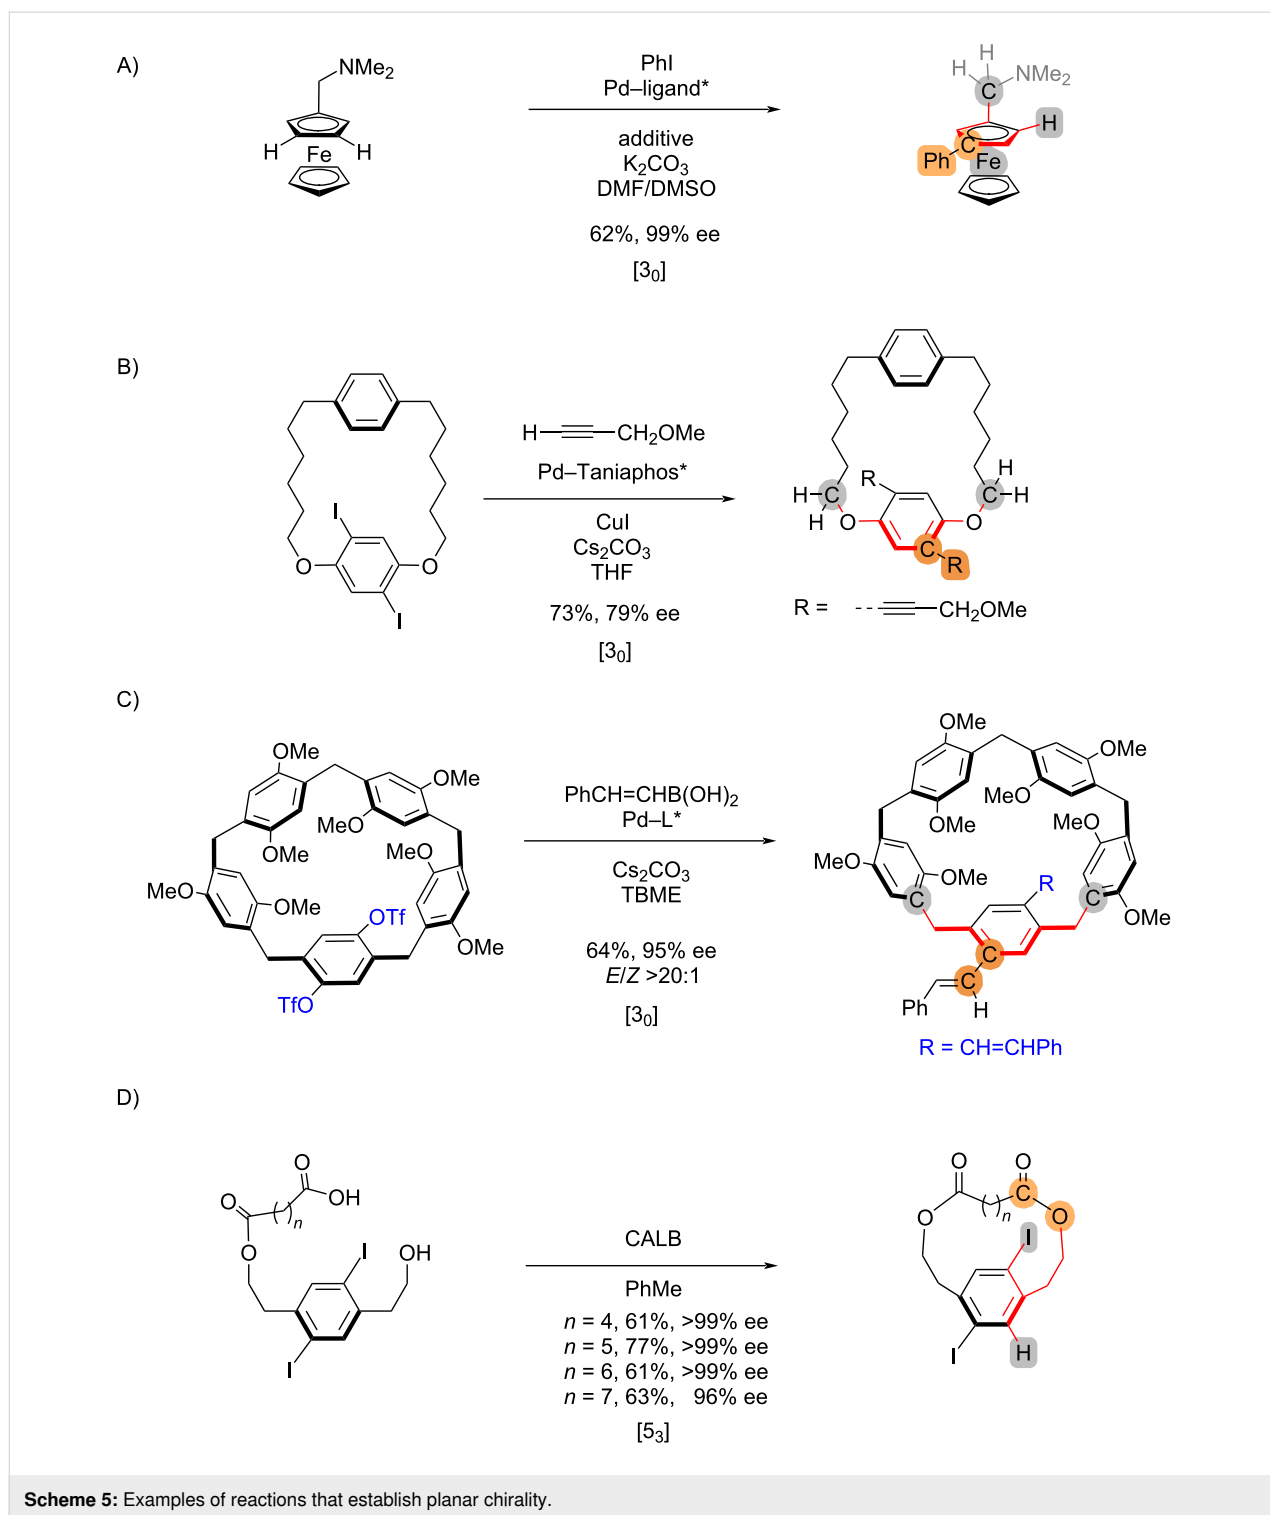 A)
NMe₂
H Fe H
PhI
Pd–ligand*
additive
K₂CO₃
DMF/DMSO
62%, 99% ee
[3₀]
H
H C NMe₂
H
C
Ph Fe
B)
I
O O
I
H CH₂OMe
Pd–Taniaphos*
CuI
Cs₂CO₃
THF
73%, 79% ee
[3₀]
H
R
H C C H
H O O
C R
R = CH₂OMe
C)
OMe
OMe
MeO
OMe
MeO
MeO
OMe
OTf
OMe
TfO
PhCH=CHB(OH)₂
Pd–L*
Cs₂CO₃
TBME
64%, 95% ee
E/Z >20:1
[3₀]
OMe
OMe
MeO
OMe
MeO
MeO
OMe
R
C C
OMe
C
C
Ph H
R = CH=CHPh
D)
O
O OH
( )n
O
I OH
I
CALB
PhMe
n = 4, 61%, >99% ee
n = 5, 77%, >99% ee
n = 6, 61%, >99% ee
n = 7, 63%, 96% ee
[5₃]
O O
C
( )n
O O
I
I H
Scheme 5: Examples of reactions that establish planar chirality.